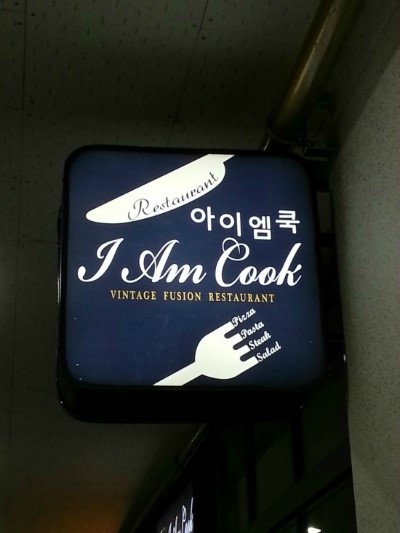 Restaurant
아이엠쿡
I Am Cook
VINTAGE FUSION RESTAURANT
Pizza
Pasta
Steak
Salad